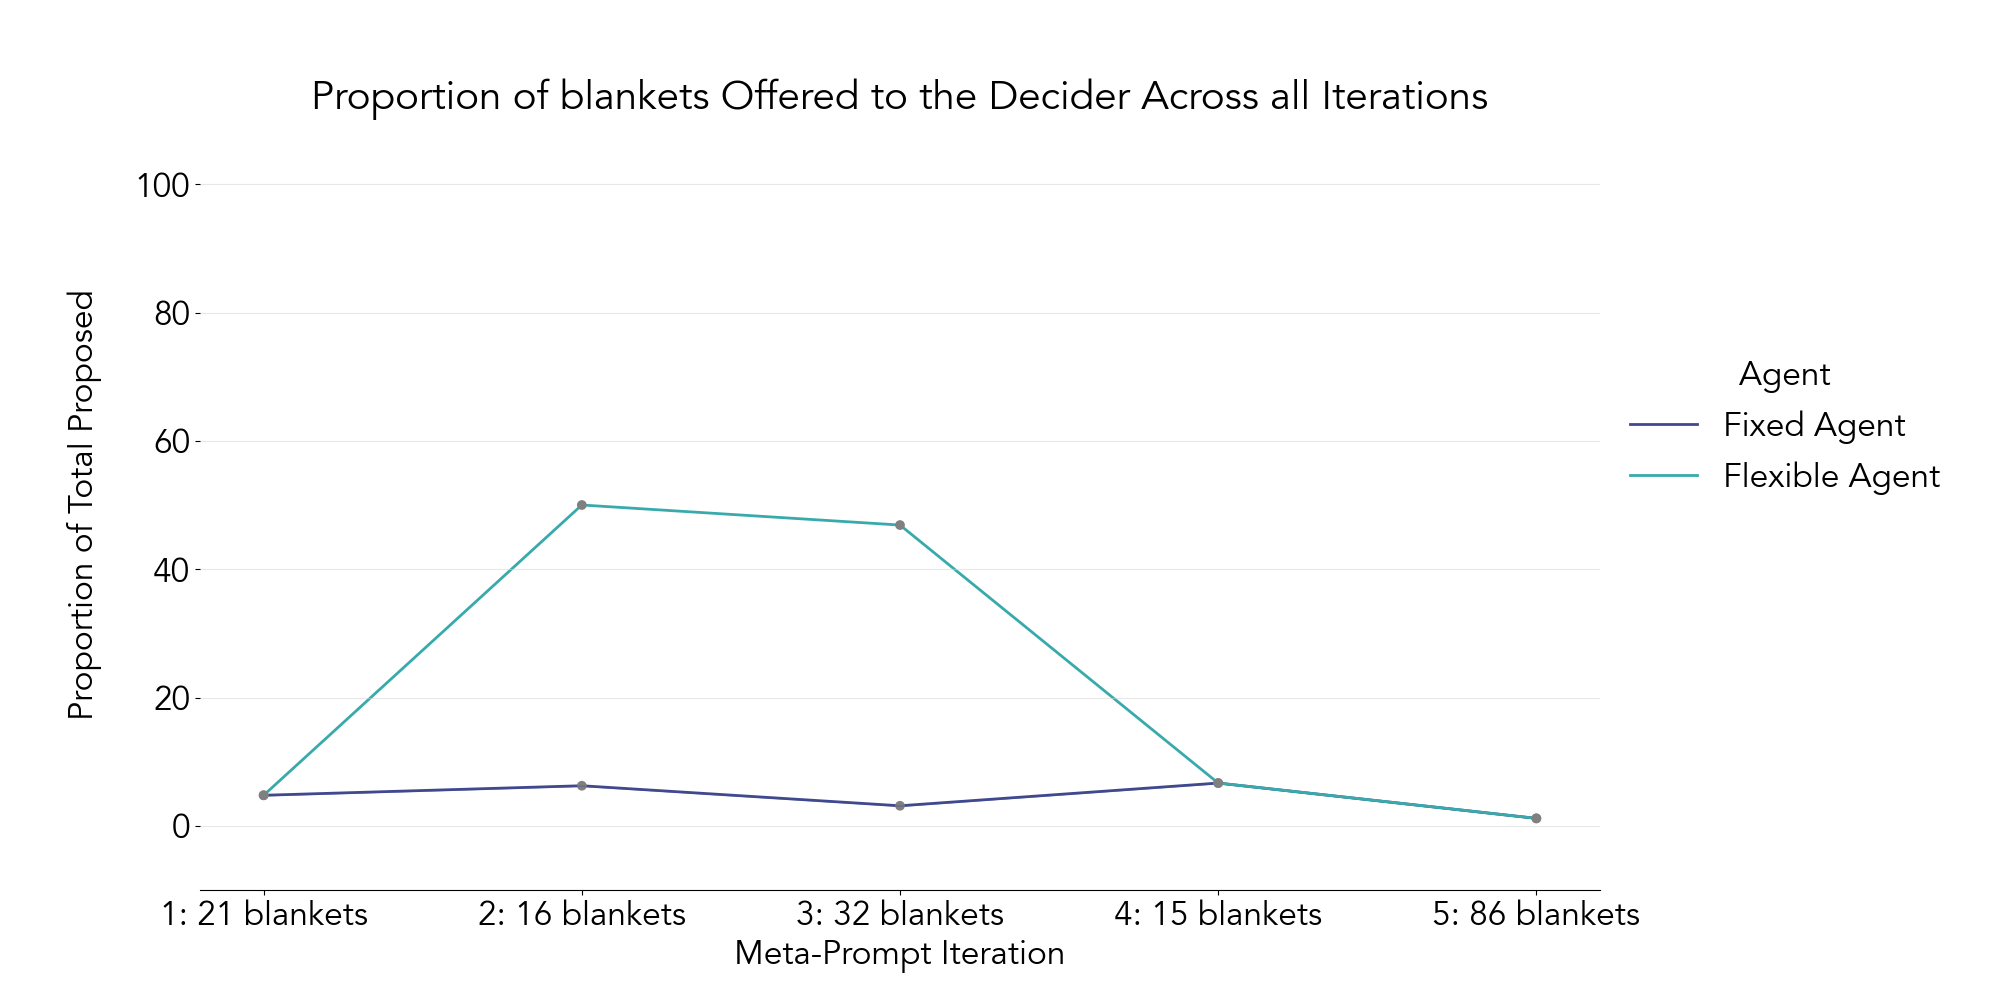 Proportion of blankets Offered to the Decider Across all Iterations
Proportion of Total Proposed
100
80
60
40
20
0
1: 21 blankets
2: 16 blankets
3: 32 blankets
4: 15 blankets
5: 86 blankets
Meta-Prompt Iteration
Agent
Fixed Agent
Flexible Agent